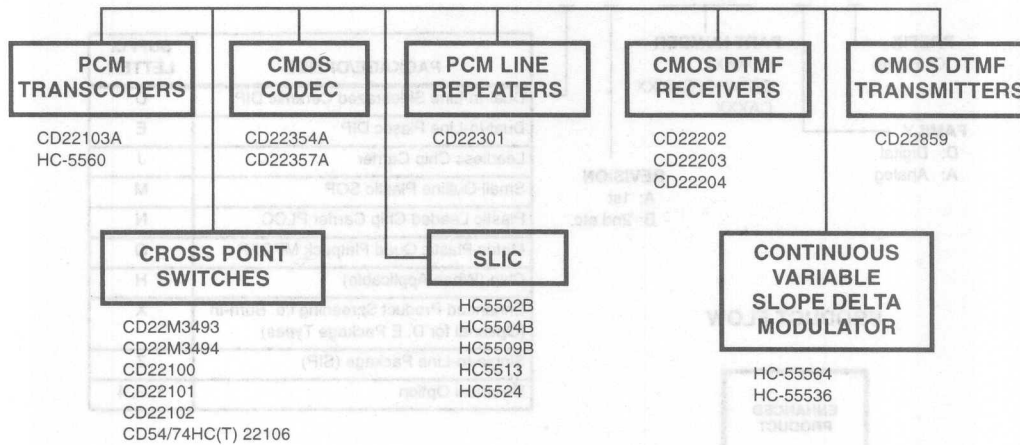 PCM
TRANSCODERS
CD22103A
HC-5560
CMOS
CODEC
CD22354A
CD22357A
PCM LINE
REPEATERS
CD22301
CMOS DTMF
RECEIVERS
CD22202
CD22203
CD22204
CMOS DTMF
TRANSMITTERS
CD22859
CROSS POINT
SWITCHES
CD22M3493
CD22M3494
CD22100
CD22101
CD22102
CD54/74HC(T) 22106
SLIC
HC5502B
HC5504B
HC5509B
HC5513
HC5524
CONTINUOUS
VARIABLE
SLOPE DELTA
MODULATOR
HC-55564
HC-55536